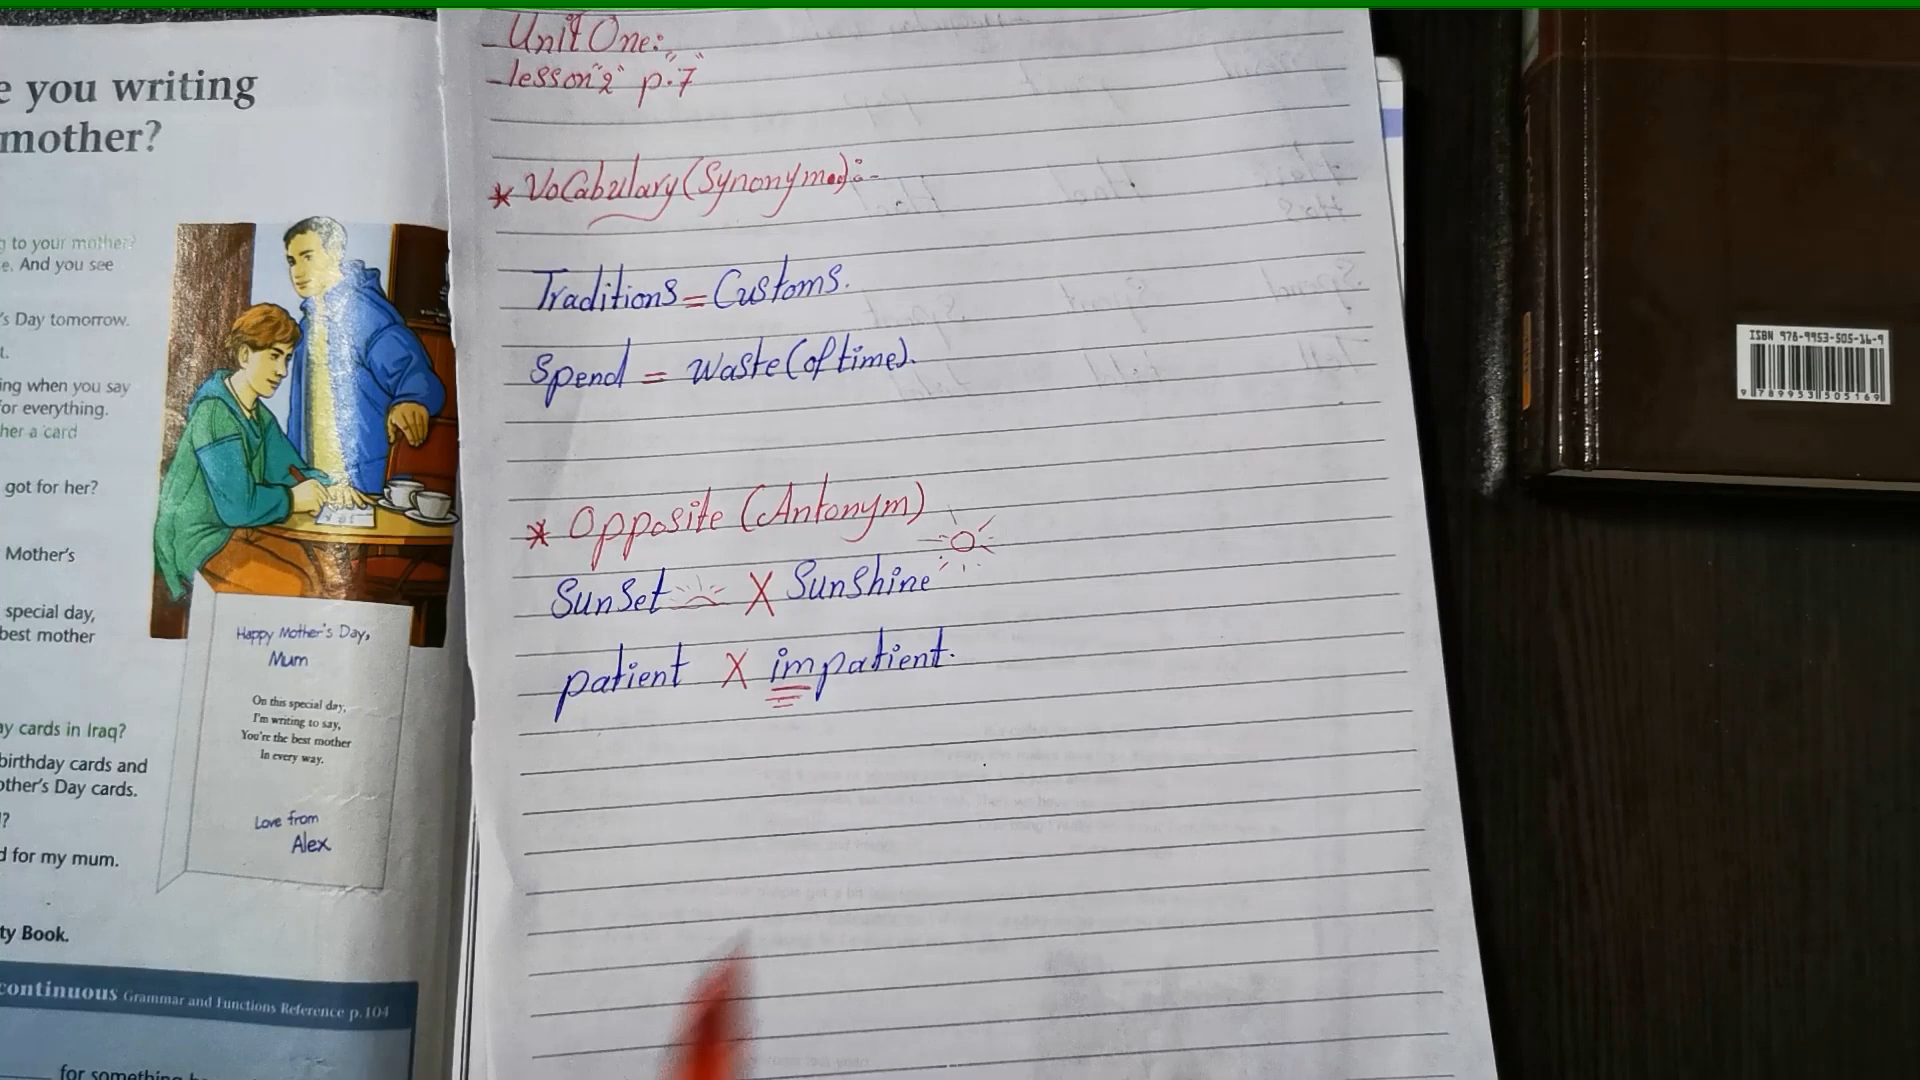 e you writing
mother?
g to your mother?
e. And you see
's Day tomorrow.
t.
ing when you say
for everything.
her a card
got for her?
Mother's
special day,
best mother
Happy Mother's Day,
Mum
On this special day,
I'm writing to say,
You're the best mother
In every way.
Love from
Alex
ay cards in Iraq?
birthday cards and
other's Day cards.
l?
d for my mum.
ty Book.
continuous Grammar and Functions Reference p.104
for something
- Unit One:
- lesson "2" p.7
* Vocabulary (Synonym):-
Traditions = Customs.
Spend = Waste (of time).
* Opposite (Antonym)
SunSet X Sunshine
patient X impatient.
ISBN 978-9953-505-16-9
9 789953 505169